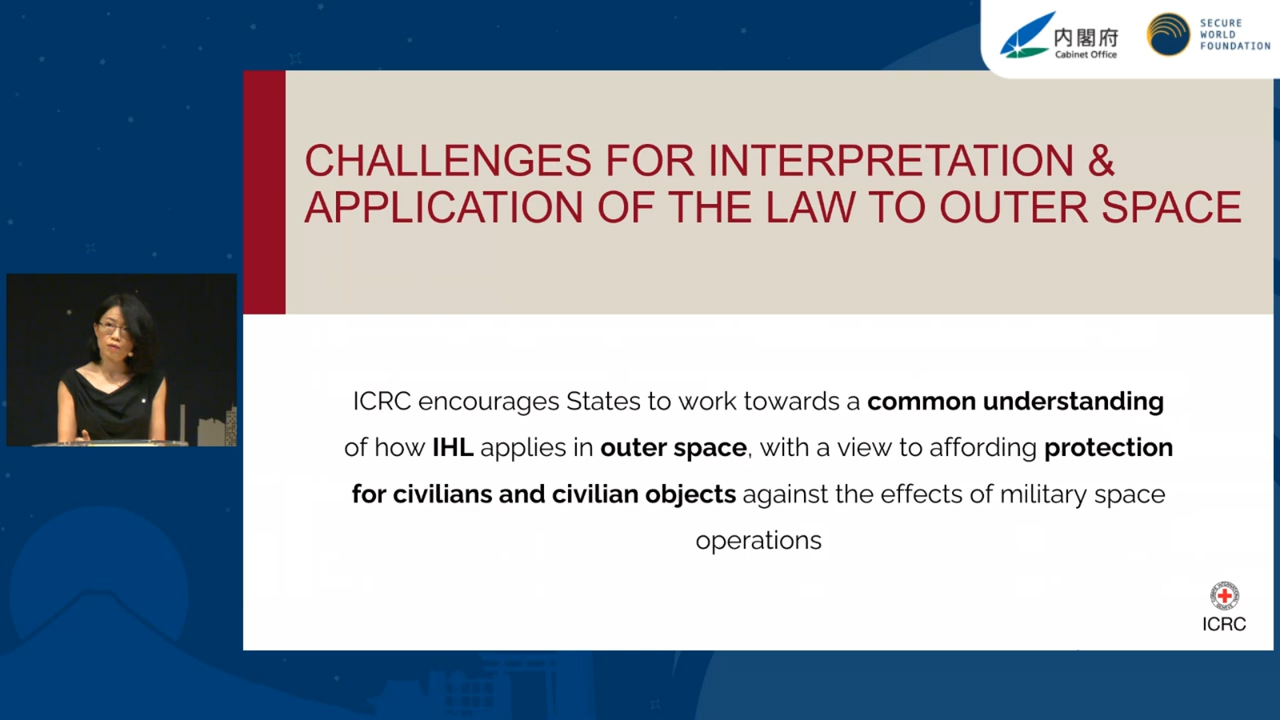 内閣府
Cabinet Office
SECURE
WORLD
FOUNDATION
CHALLENGES FOR INTERPRETATION &
APPLICATION OF THE LAW TO OUTER SPACE
ICRC encourages States to work towards a common understanding
of how IHL applies in outer space, with a view to affording protection
for civilians and civilian objects against the effects of military space
operations
ICRC